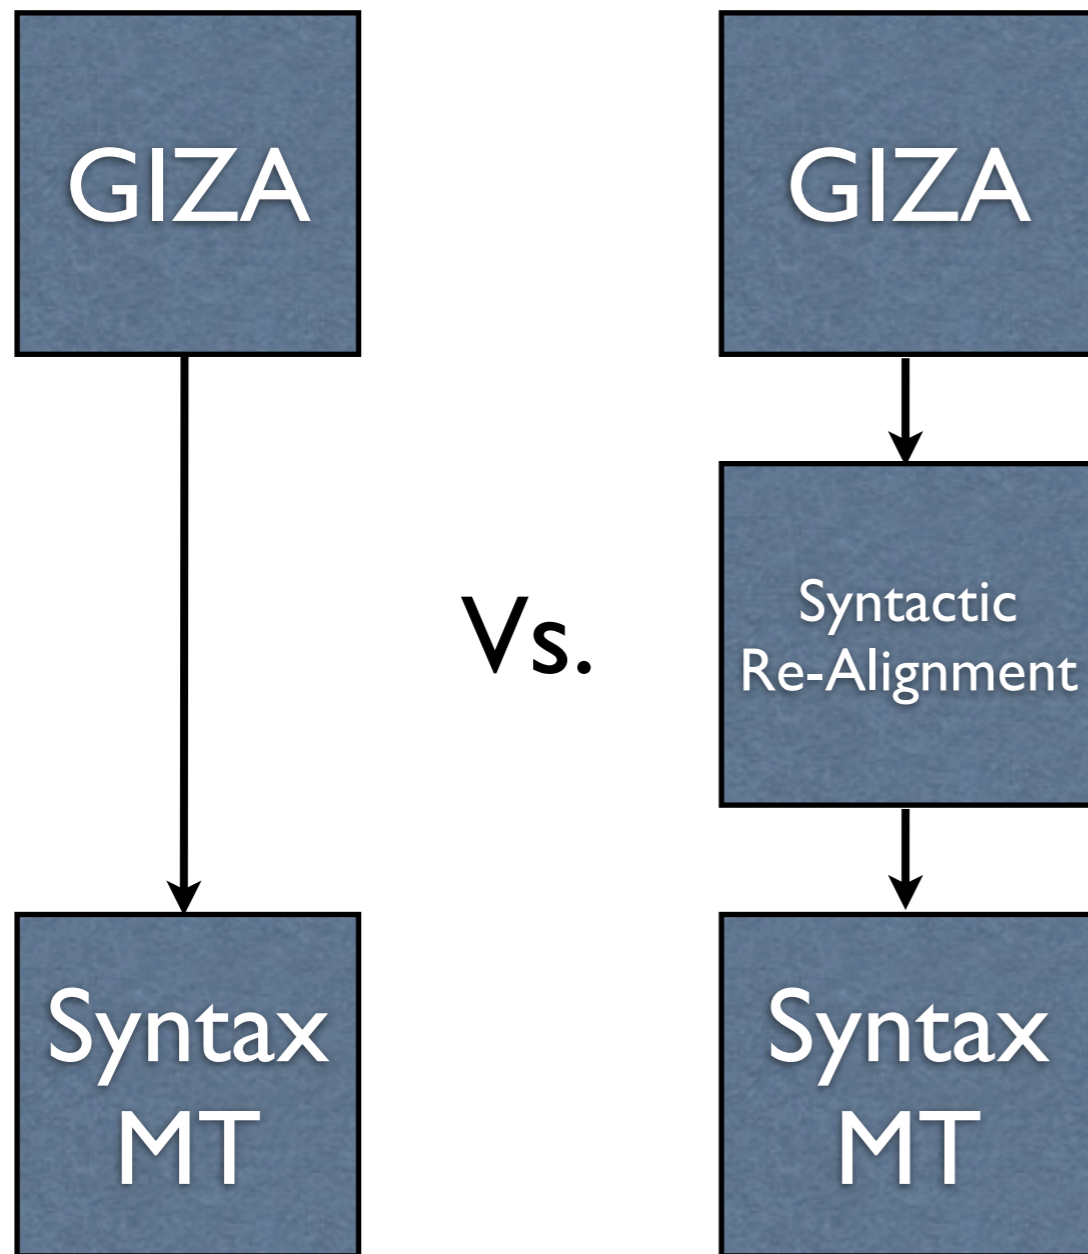 GIZA
GIZA
Syntactic
Re-Alignment
Vs.
Syntax
MT
Syntax
MT